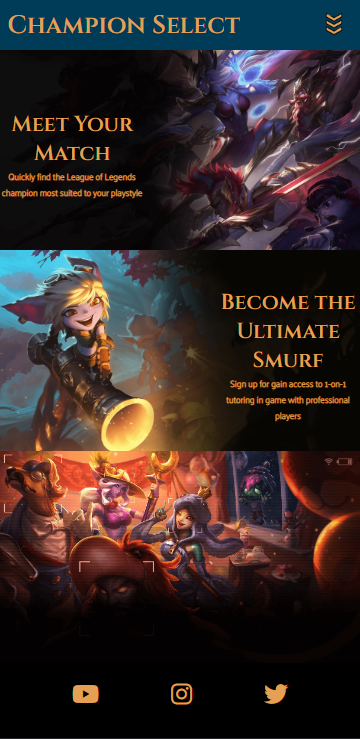 Champion Select
Meet Your
Match
Quickly find the League of Legends
champion most suited to your playstyle
Become the
Ultimate
Smurf
Sign up for gain access to 1-on-1
tutoring in game with professional
players